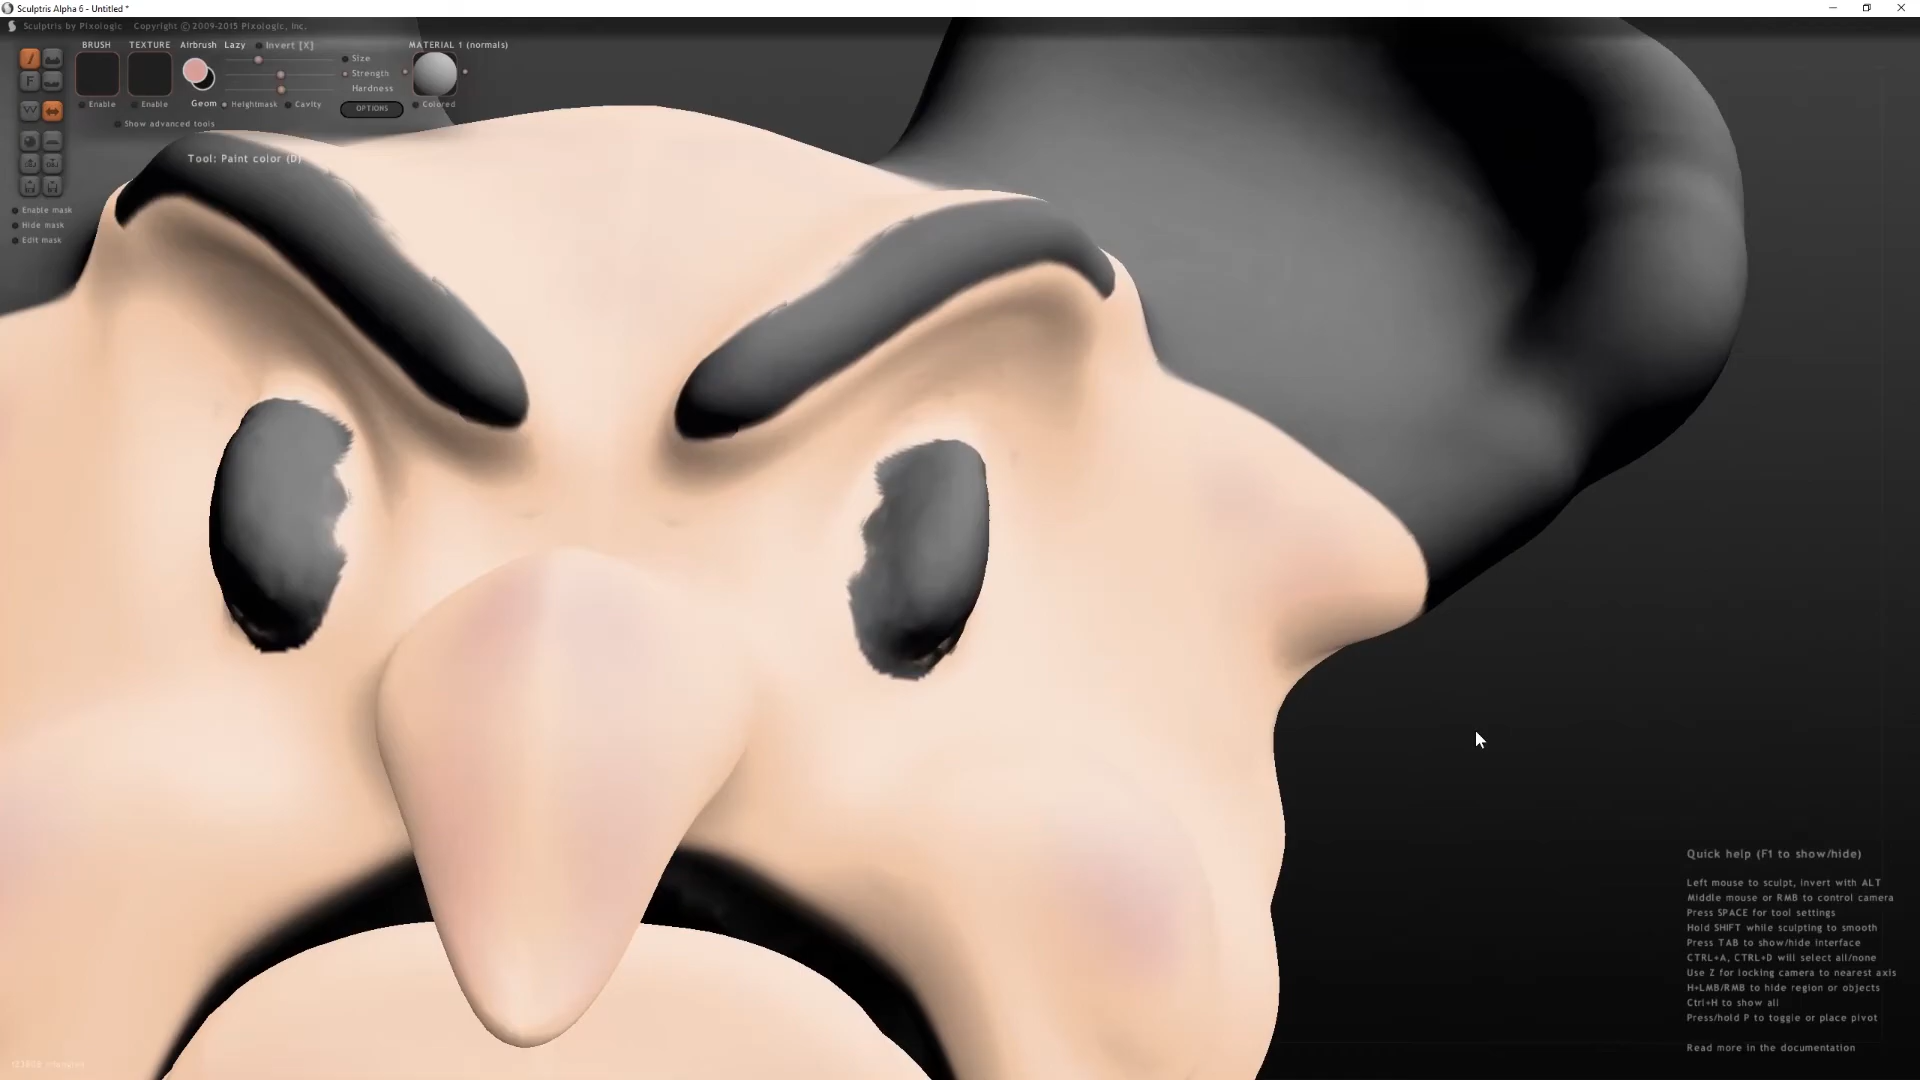 Sculptris Alpha 6 - Untitled *
Sculptris by Pixologic Copyright © 2009-2015 Pixologic, Inc.
BRUSH TEXTURE Airbrush Lazy Invert [X] MATERIAL 1 (normals)
Size
Strength
Hardness
Enable Enable Geom Heightmask Cavity OPTIONS Colored
Show advanced tools
Tool: Paint color (D)
F
Enable mask
Hide mask
Edit mask
Quick help (F1 to show/hide)
Left mouse to sculpt, invert with ALT
Middle mouse or RMB to control camera
Press SPACE for tool settings
Hold SHIFT while sculpting to smooth
Press TAB to show/hide interface
CTRL+A, CTRL+D will select all/none
Use Z for locking camera to nearest axis
H+LMB/RMB to hide region or objects
Ctrl+H to show all
Press/hold P to toggle or place pivot
Read more in the documentation